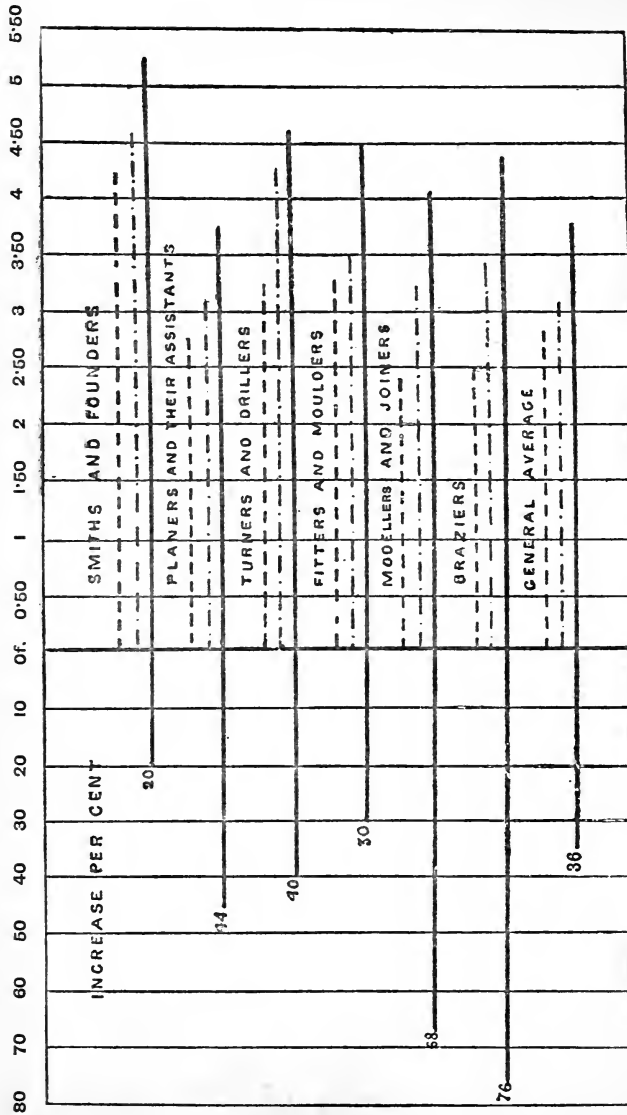 80 70 60 50 40 30 20 10 0f. 0·50 1 1·50 2 2·50 3 3·50 4 4·50 5 5·50
INCREASE PER CENT
20
SMITHS AND FOUNDERS
44
PLANERS AND THEIR ASSISTANTS
40
TURNERS AND DRILLERS
30
FITTERS AND MOULDERS
68
MODELLERS AND JOINERS
76
BRAZIERS
36
GENERAL AVERAGE